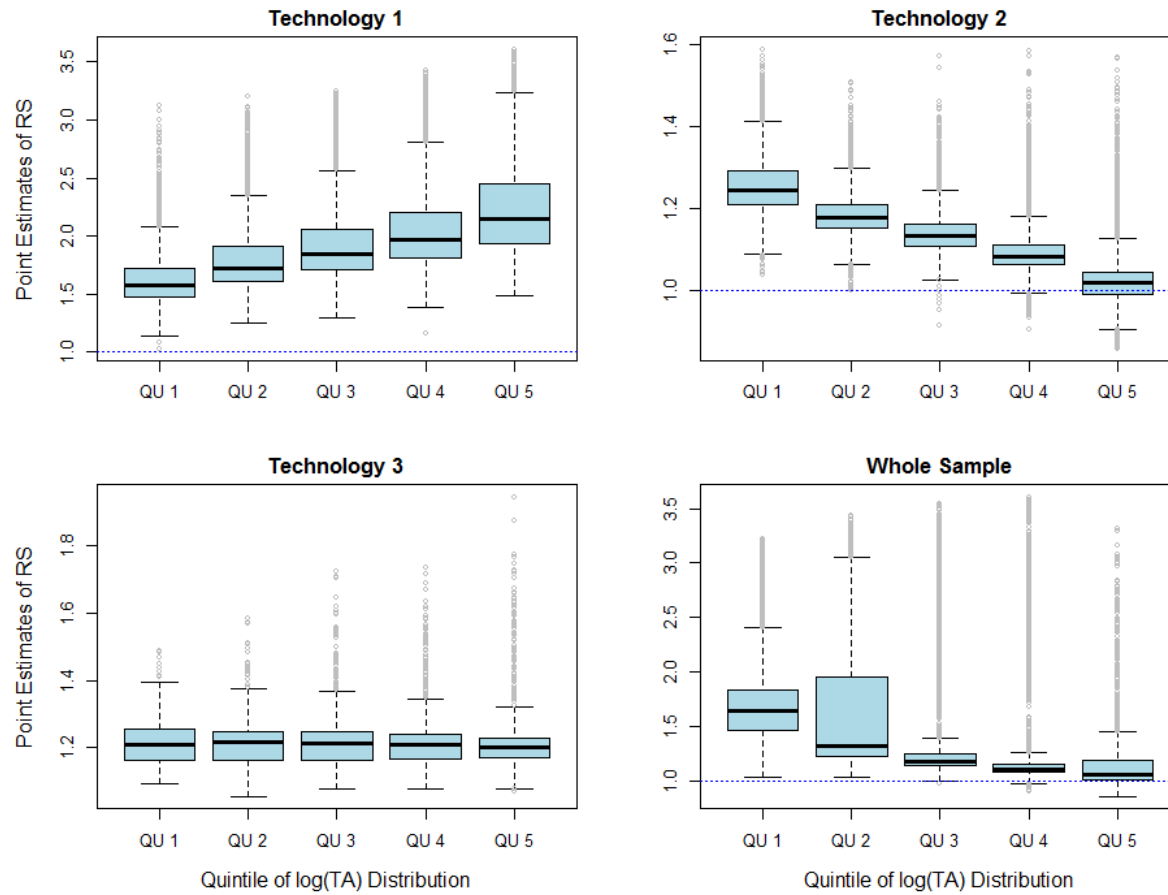 Technology 1
Point Estimates of RS
3.5
3.0
2.5
2.0
1.5
1.0
QU 1 QU 2 QU 3 QU 4 QU 5
Technology 2
1.6
1.4
1.2
1.0
QU 1 QU 2 QU 3 QU 4 QU 5
Technology 3
Point Estimates of RS
1.8
1.6
1.4
1.2
QU 1 QU 2 QU 3 QU 4 QU 5
Quintile of log(TA) Distribution
Whole Sample
3.5
3.0
2.5
2.0
1.5
1.0
QU 1 QU 2 QU 3 QU 4 QU 5
Quintile of log(TA) Distribution